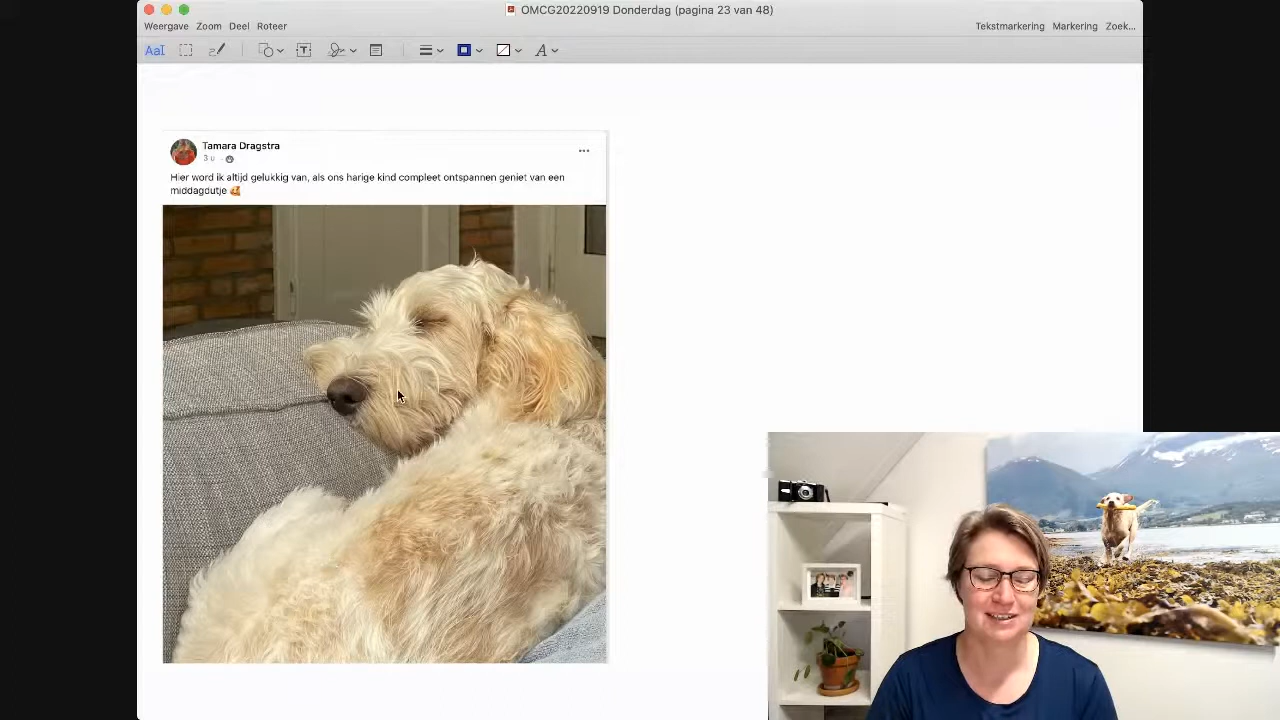 OMCG20220919 Donderdag (pagina 23 van 48)
Weergave Zoom Deel Roteer Tekstmarkering Markering Zoek...
Tamara Dragstra
3 u
Hier word ik altijd gelukkig van, als ons harige kind compleet ontspannen geniet van een
middagdutje